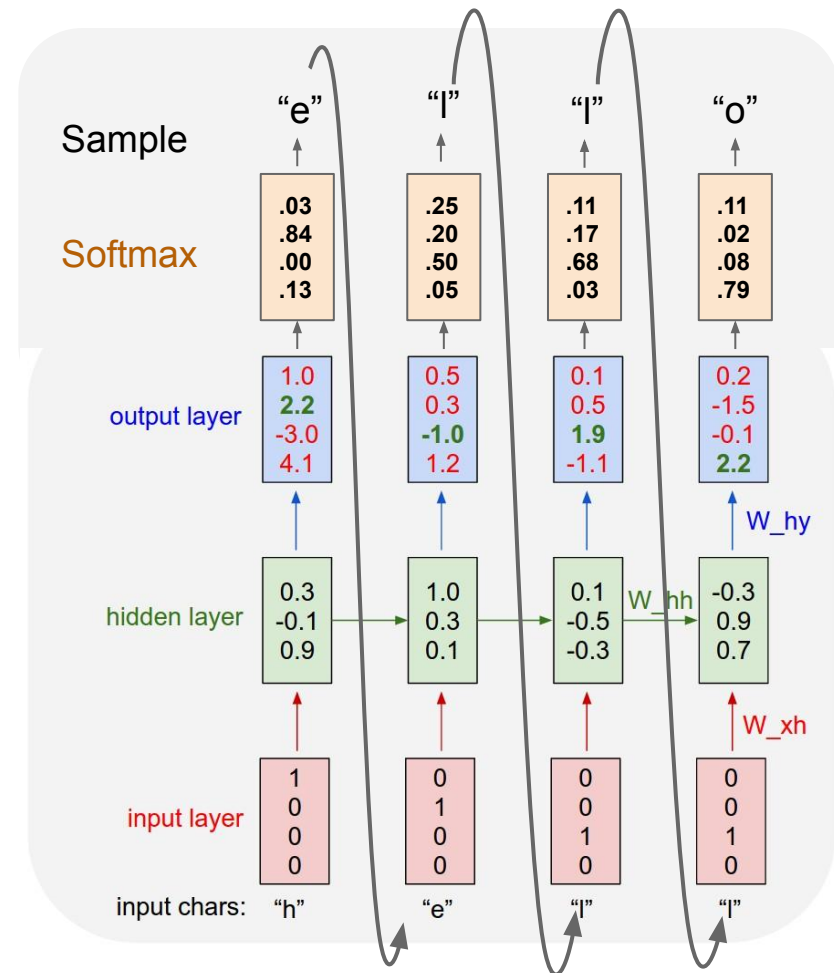 “e” “l” “l” “o”
Sample
.03 .25 .11 .11
.84 .20 .17 .02
Softmax
.00 .50 .68 .08
.13 .05 .03 .79
1.0 0.5 0.1 0.2
2.2 0.3 0.5 -1.5
output layer
-3.0 -1.0 1.9 -0.1
4.1 1.2 -1.1 2.2
W_hy
0.3 1.0 0.1 -0.3
W_hh
hidden layer -0.1 0.3 -0.5 0.9
0.9 0.1 -0.3 0.7
W_xh
1 0 0 0
0 1 0 0
input layer
0 0 1 1
0 0 0 0
input chars: “h” “e” “l” “l”